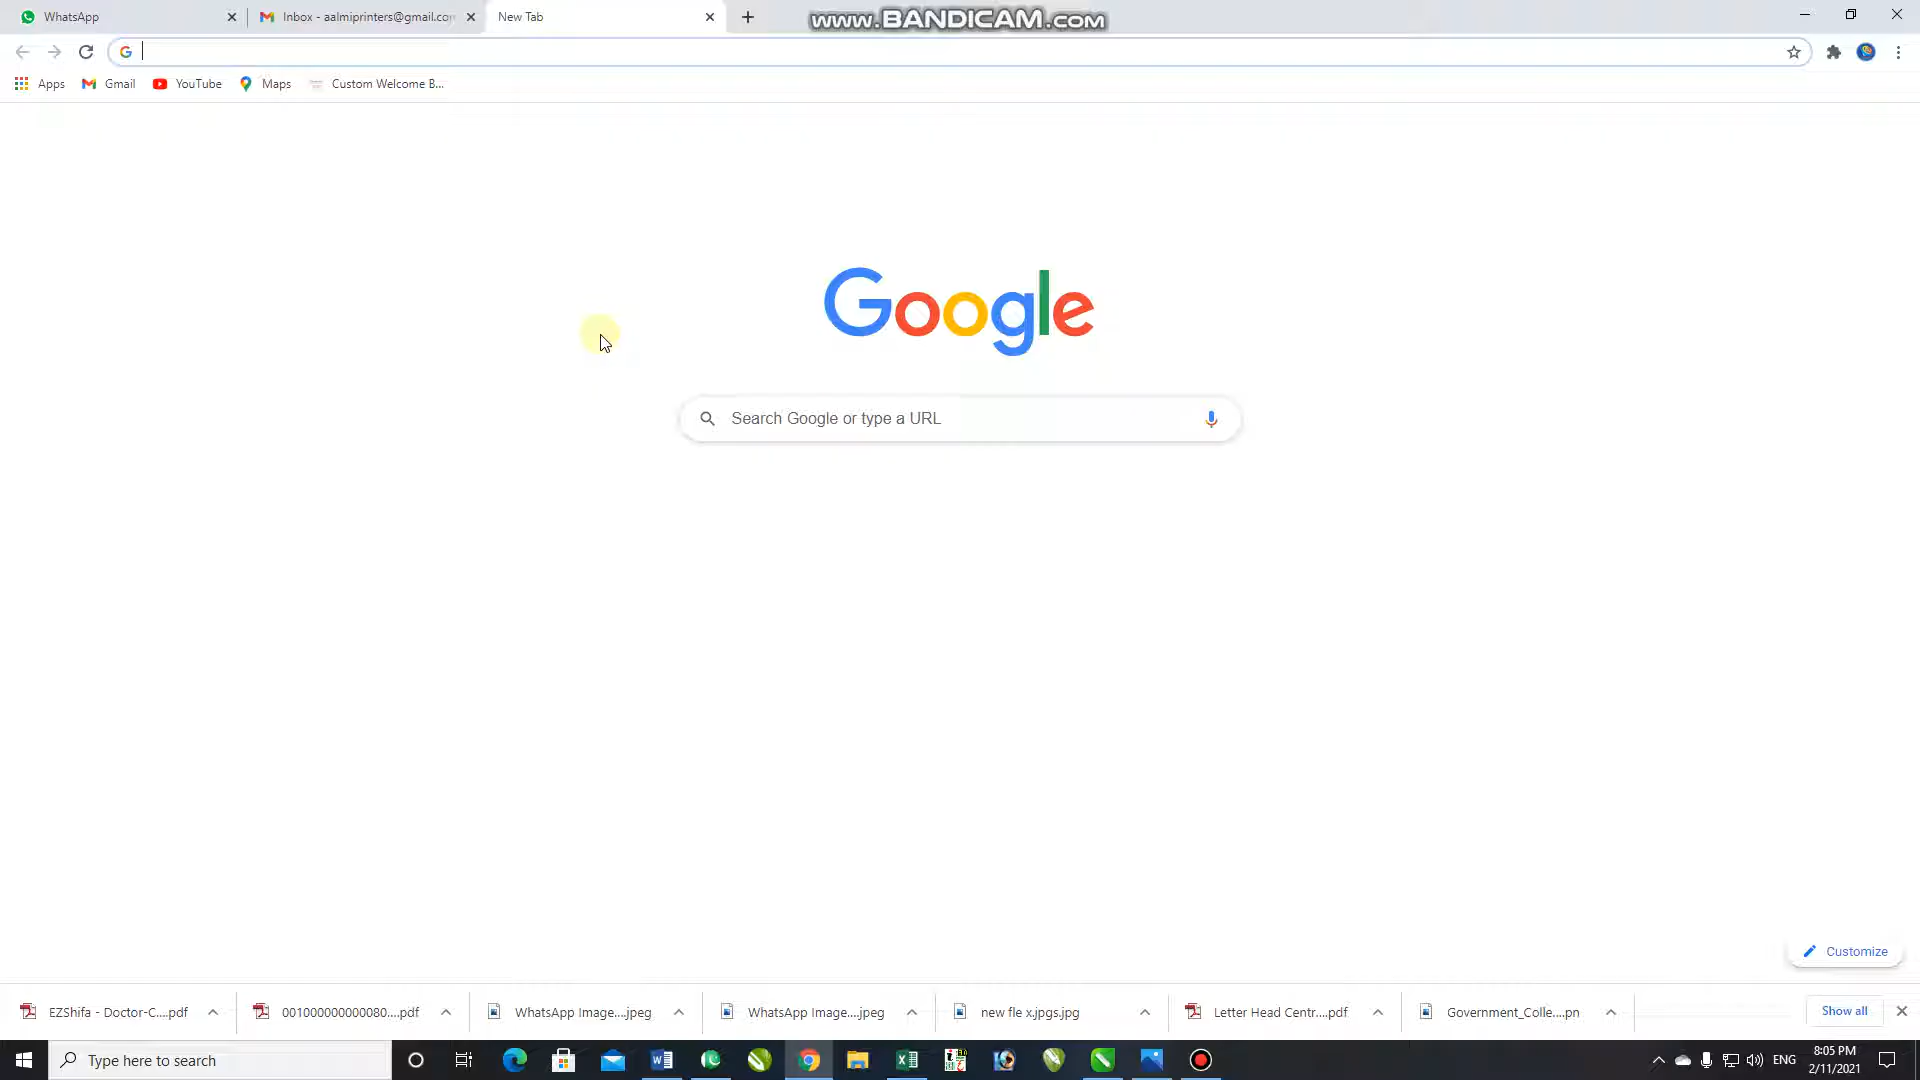 WhatsApp
Inbox - aalmiprinters@gmail.com
New Tab
www.BANDICAM.com
Apps
Gmail
YouTube
Maps
Custom Welcome B...
Google
Search Google or type a URL
Customize
EZShifa - Doctor-C....pdf
001000000000080....pdf
WhatsApp Image....jpeg
WhatsApp Image....jpeg
new fle x.jpgs.jpg
Letter Head Centr....pdf
Government_Colle....pn
Show all
Type here to search
ENG
8:05 PM
2/11/2021